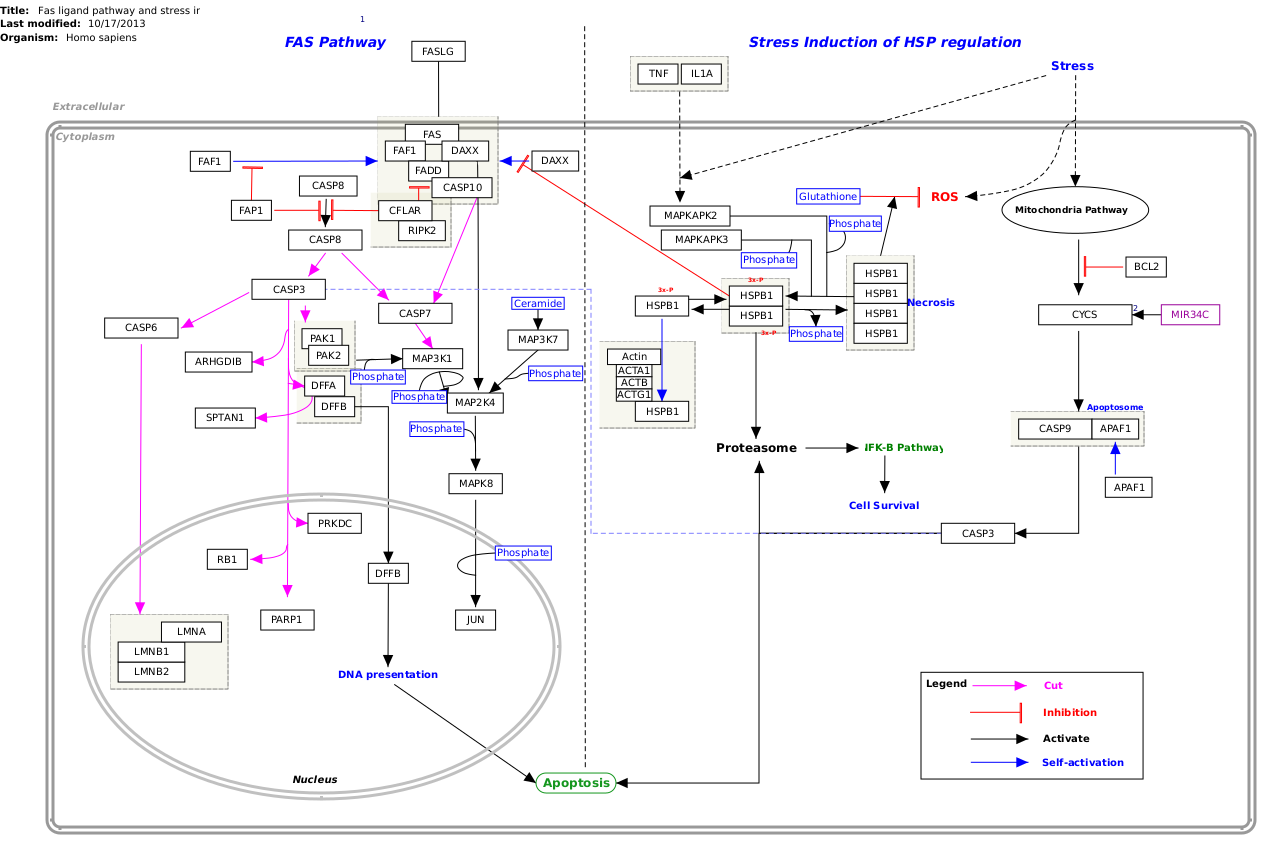 Title: Fas ligand pathway and stress ir
Last modified: 10/17/2013
Organism: Homo sapiens
1
FAS Pathway
Stress Induction of HSP regulation
FASLG
TNF
IL1A
Stress
Extracellular
Cytoplasm
FAS
FAF1
DAXX
FADD
CASP10
FAF1
DAXX
CASP8
FAP1
CFLAR
RIPK2
CASP8
Glutathione
ROS
Mitochondria Pathway
MAPKAPK2
Phosphate
MAPKAPK3
Phosphate
BCL2
HSPB1
HSPB1
HSPB1
HSPB1
Necrosis
3x-P
HSPB1
3x-P
HSPB1
HSPB1
3x-P
Phosphate
CASP3
CASP7
Ceramide
CASP6
2
CYCS
MIR34C
PAK1
PAK2
MAP3K7
ARHGDIB
MAP3K1
Phosphate
Phosphate
DFFA
DFFB
Phosphate
MAP2K4
SPTAN1
Phosphate
Actin
ACTA1
ACTB
ACTG1
HSPB1
Apoptosome
CASP9
APAF1
Proteasome
IFK-B Pathway
MAPK8
APAF1
Cell Survival
PRKDC
CASP3
RB1
Phosphate
DFFB
PARP1
JUN
LMNA
LMNB1
LMNB2
DNA presentation
Legend
Cut
Inhibition
Activate
Self-activation
Nucleus
Apoptosis